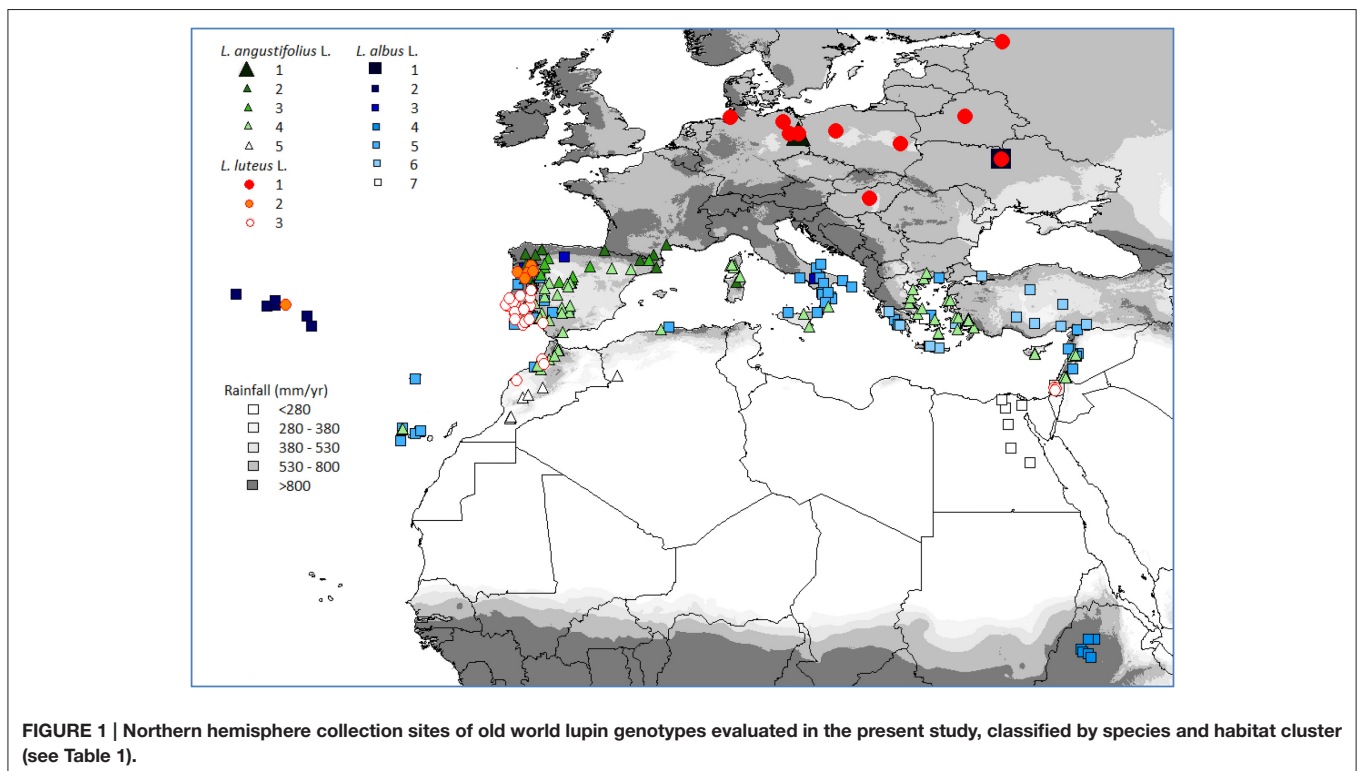 L. angustifolius L.
1
2
3
4
5
L. luteus L.
1
2
3
L. albus L.
1
2
3
4
5
6
7
Rainfall (mm/yr)
<280
280 - 380
380 - 530
530 - 800
>800
FIGURE 1 | Northern hemisphere collection sites of old world lupin genotypes evaluated in the present study, classified by species and habitat cluster
(see Table 1).